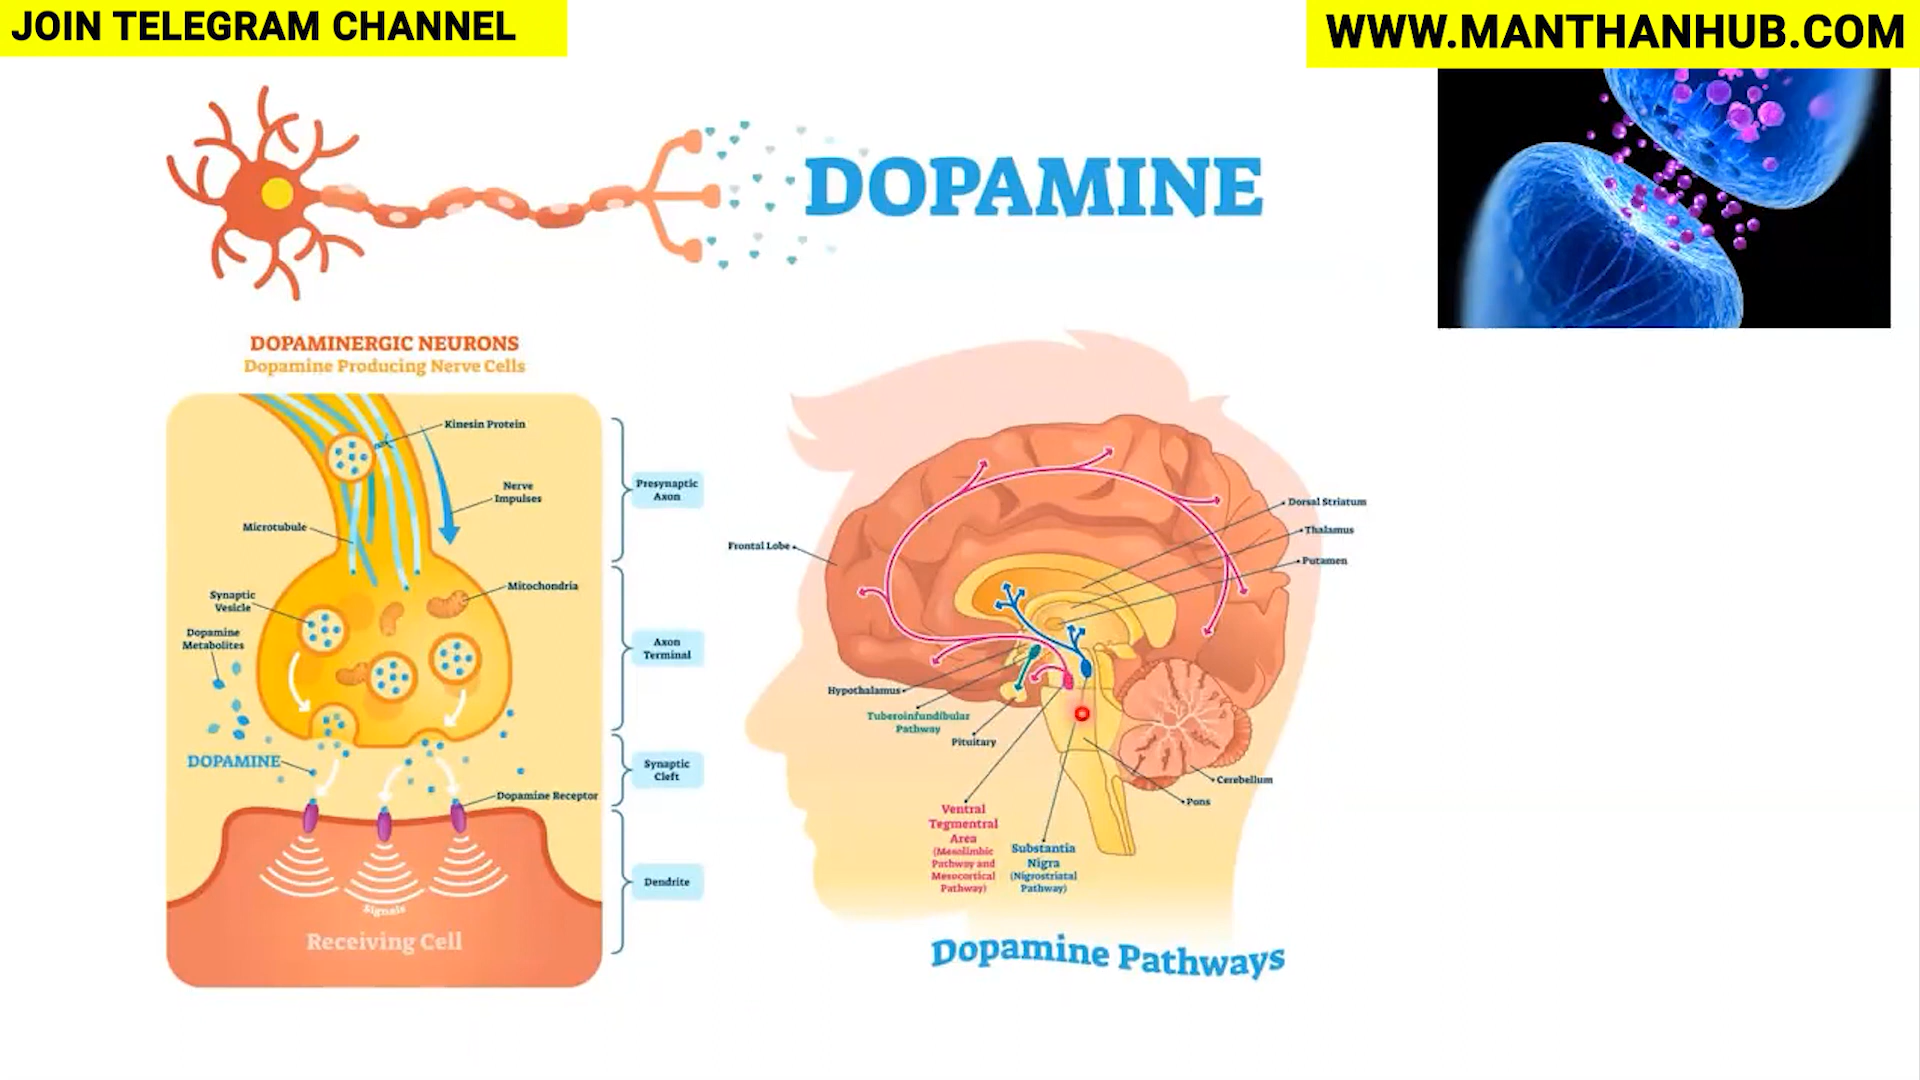 JOIN TELEGRAM CHANNEL
WWW.MANTHANHUB.COM
DOPAMINE
DOPAMINERGIC NEURONS
Dopamine Producing Nerve Cells
Kinesin Protein
Nerve
Impulses
Microtubule
Mitochondria
Synaptic
Vesicle
Dopamine
Metabolites
DOPAMINE
Dopamine Receptor
Signals
Receiving Cell
Presynaptic
Axon
Axon
Terminal
Synaptic
Cleft
Dendrite
Frontal Lobe
Dorsal Striatum
Thalamus
Putamen
Hypothalamus
Tuberoinfundibular
Pathway
Pituitary
Cerebellum
Pons
Ventral
Tegmentral
Area
(Mesolimbic
Pathway and
Mesocortical
Pathway)
Substantia
Nigra
(Nigrostriatal
Pathway)
Dopamine Pathways